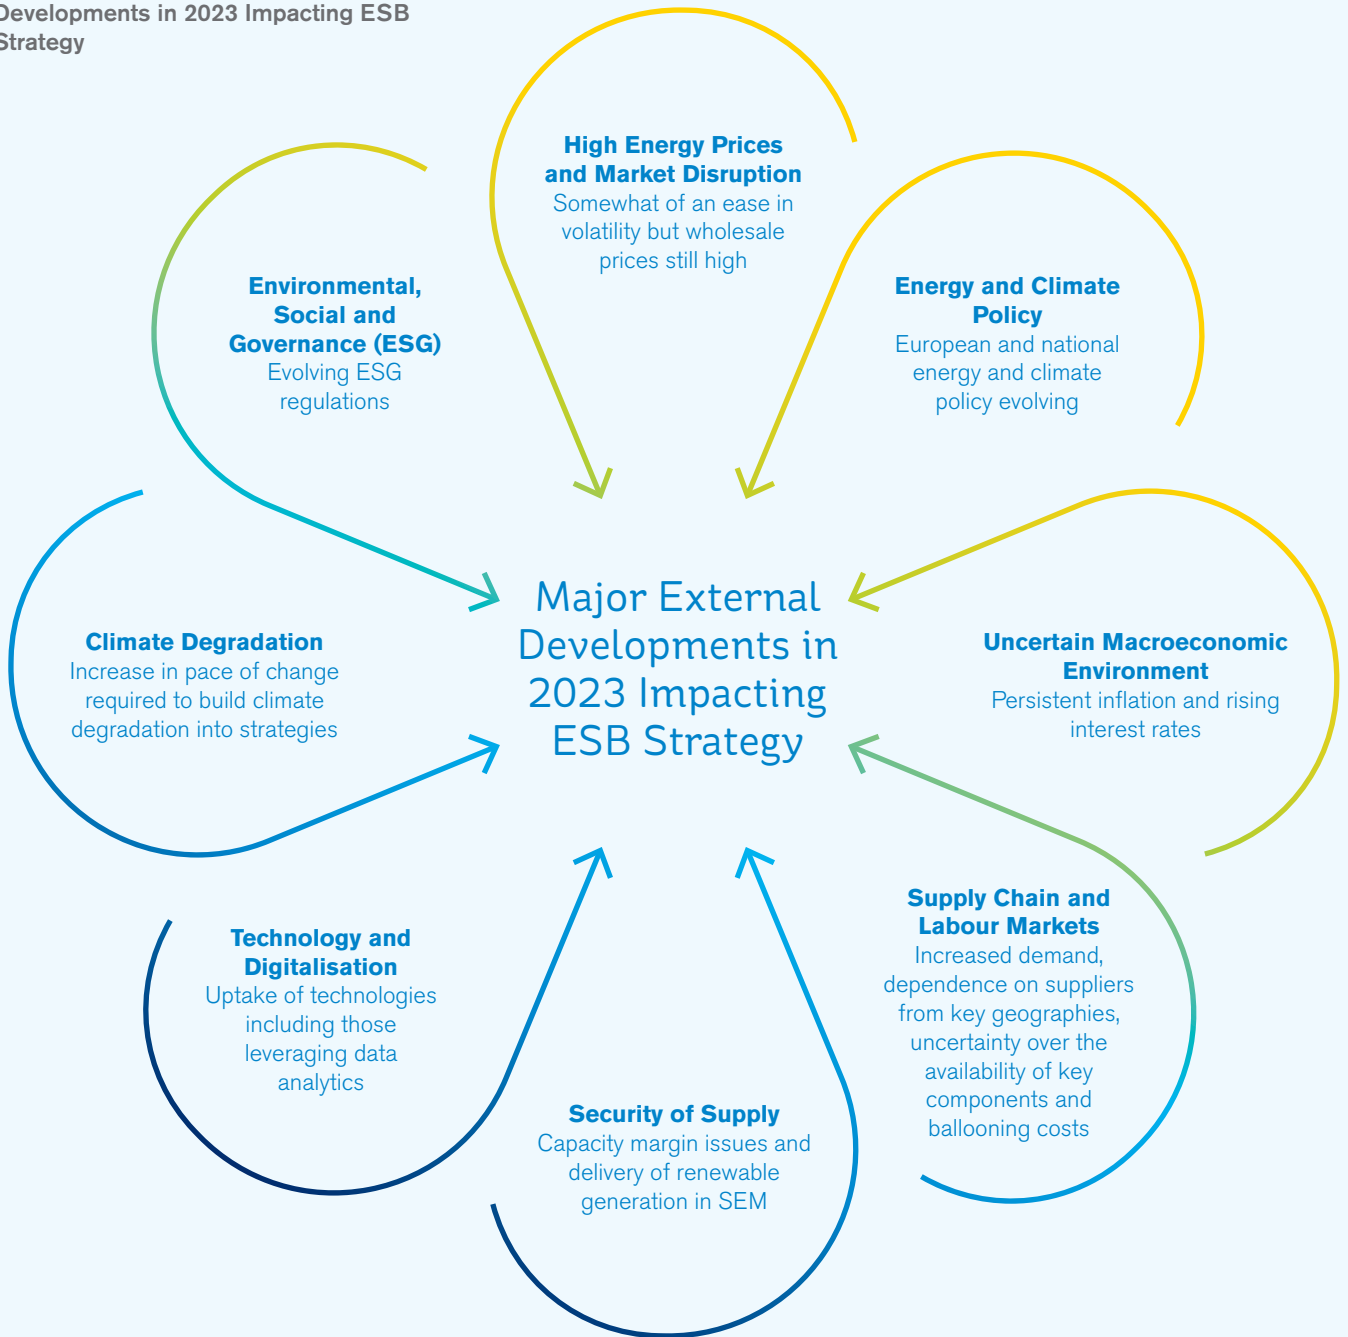 Developments in 2023 Impacting ESB
Strategy
High Energy Prices
and Market Disruption
Somewhat of an ease in
volatility but wholesale
prices still high
Energy and Climate
Policy
European and national
energy and climate
policy evolving
Uncertain Macroeconomic
Environment
Persistent inflation and rising
interest rates
Supply Chain and
Labour Markets
Increased demand,
dependence on suppliers
from key geographies,
uncertainty over the
availability of key
components and
ballooning costs
Security of Supply
Capacity margin issues and
delivery of renewable
generation in SEM
Technology and
Digitalisation
Uptake of technologies
including those
leveraging data
analytics
Climate Degradation
Increase in pace of change
required to build climate
degradation into strategies
Environmental,
Social and
Governance (ESG)
Evolving ESG
regulations
Major External
Developments in
2023 Impacting
ESB Strategy